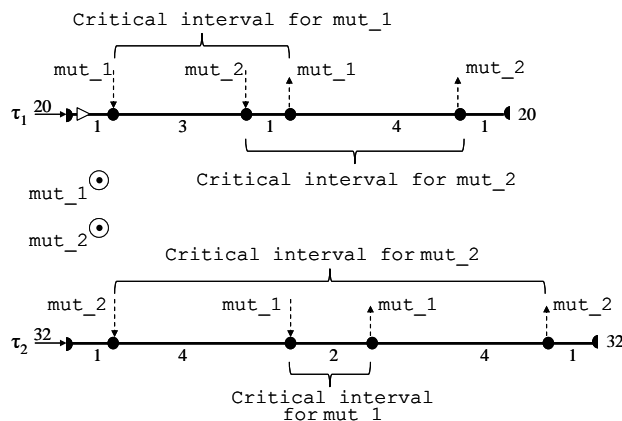 Critical interval for mut_1
mut_1 mut_2 mut_1 mut_2
τ1 20 20
1 3 1 4 1
Critical interval for mut_2
mut_1
mut_2
Critical interval for mut_2
mut_2 mut_1 mut_1 mut_2
τ2 32 32
1 4 2 4 1
Critical interval
for mut 1